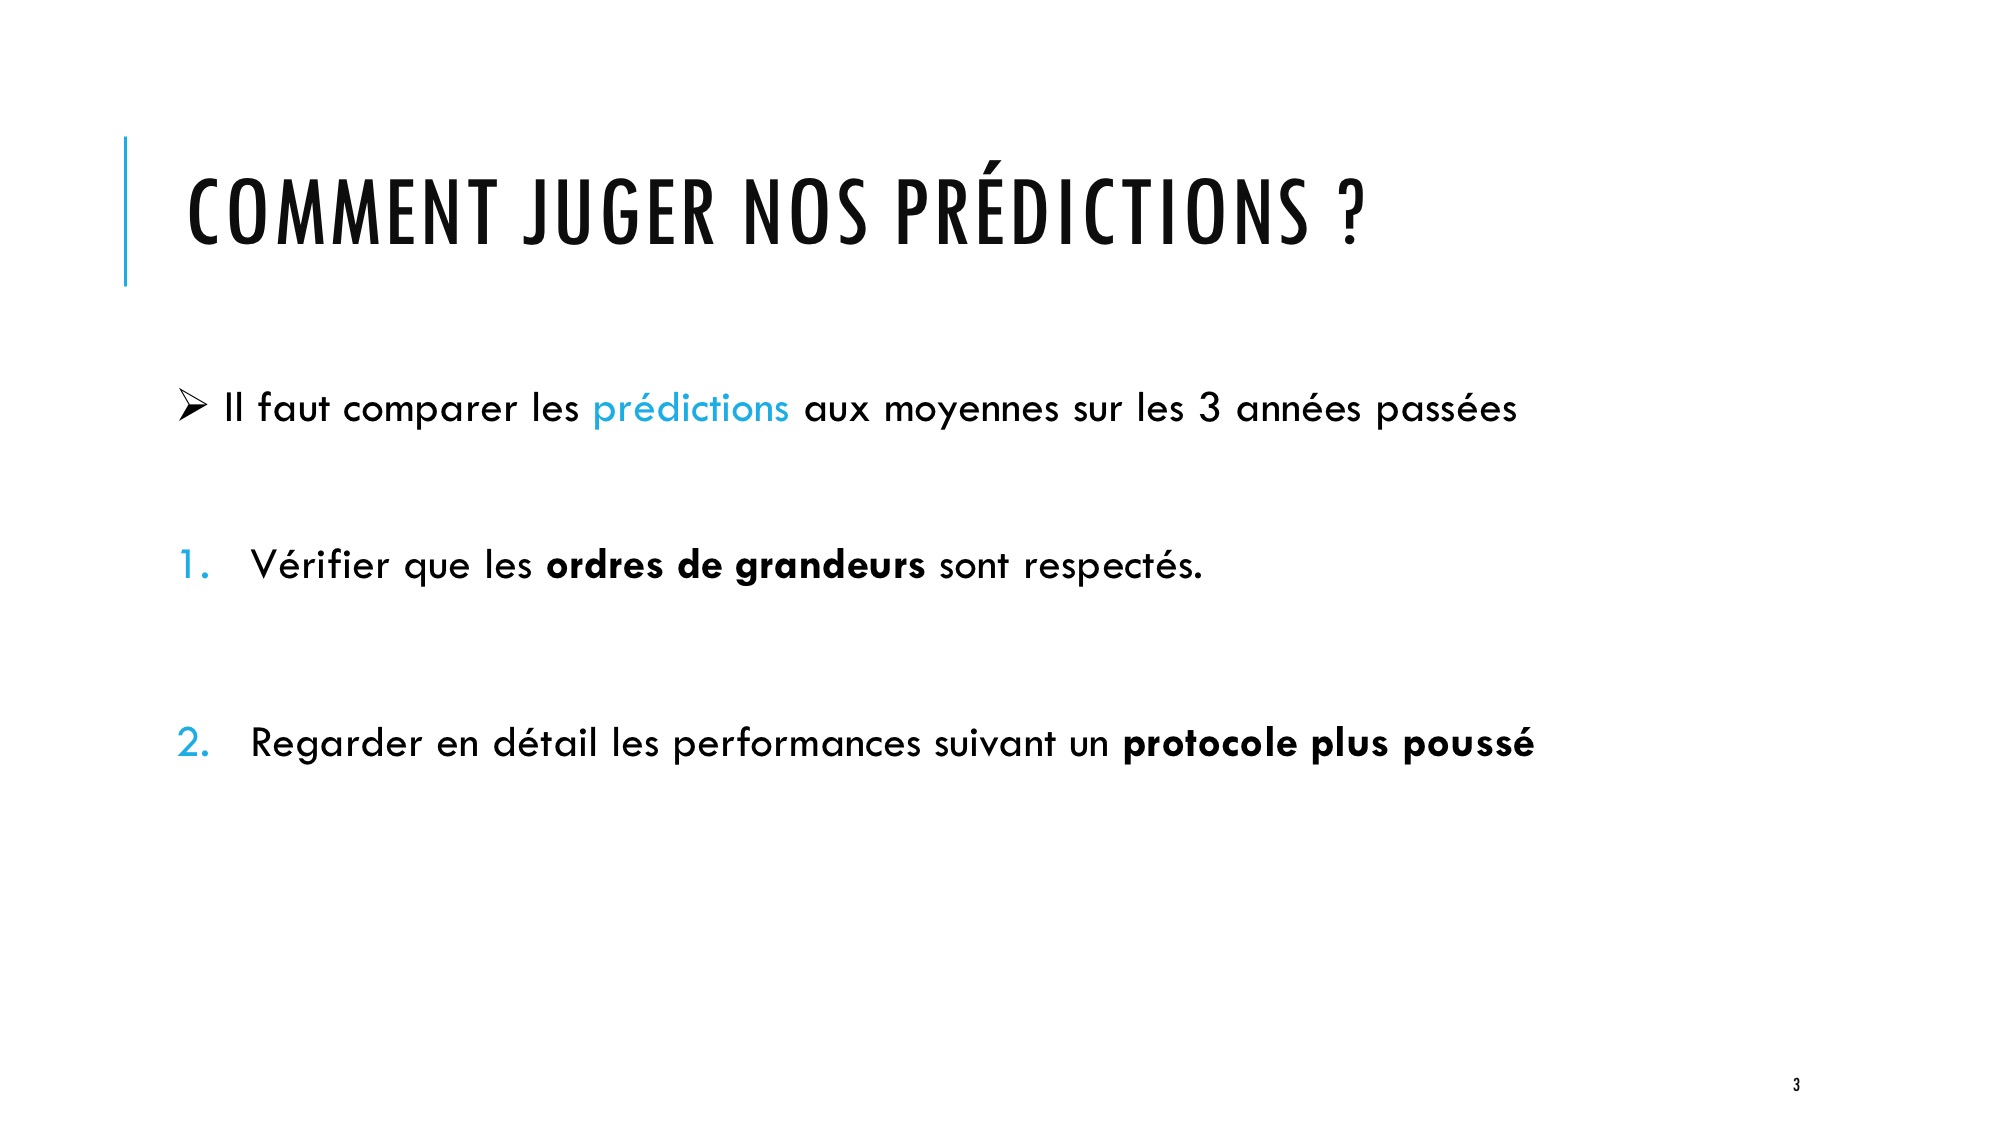 COMMENT JUGER NOS PRÉDICTIONS ?
➢ Il faut comparer les prédictions aux moyennes sur les 3 années passées
1. Vérifier que les ordres de grandeurs sont respectés.
2. Regarder en détail les performances suivant un protocole plus poussé
3